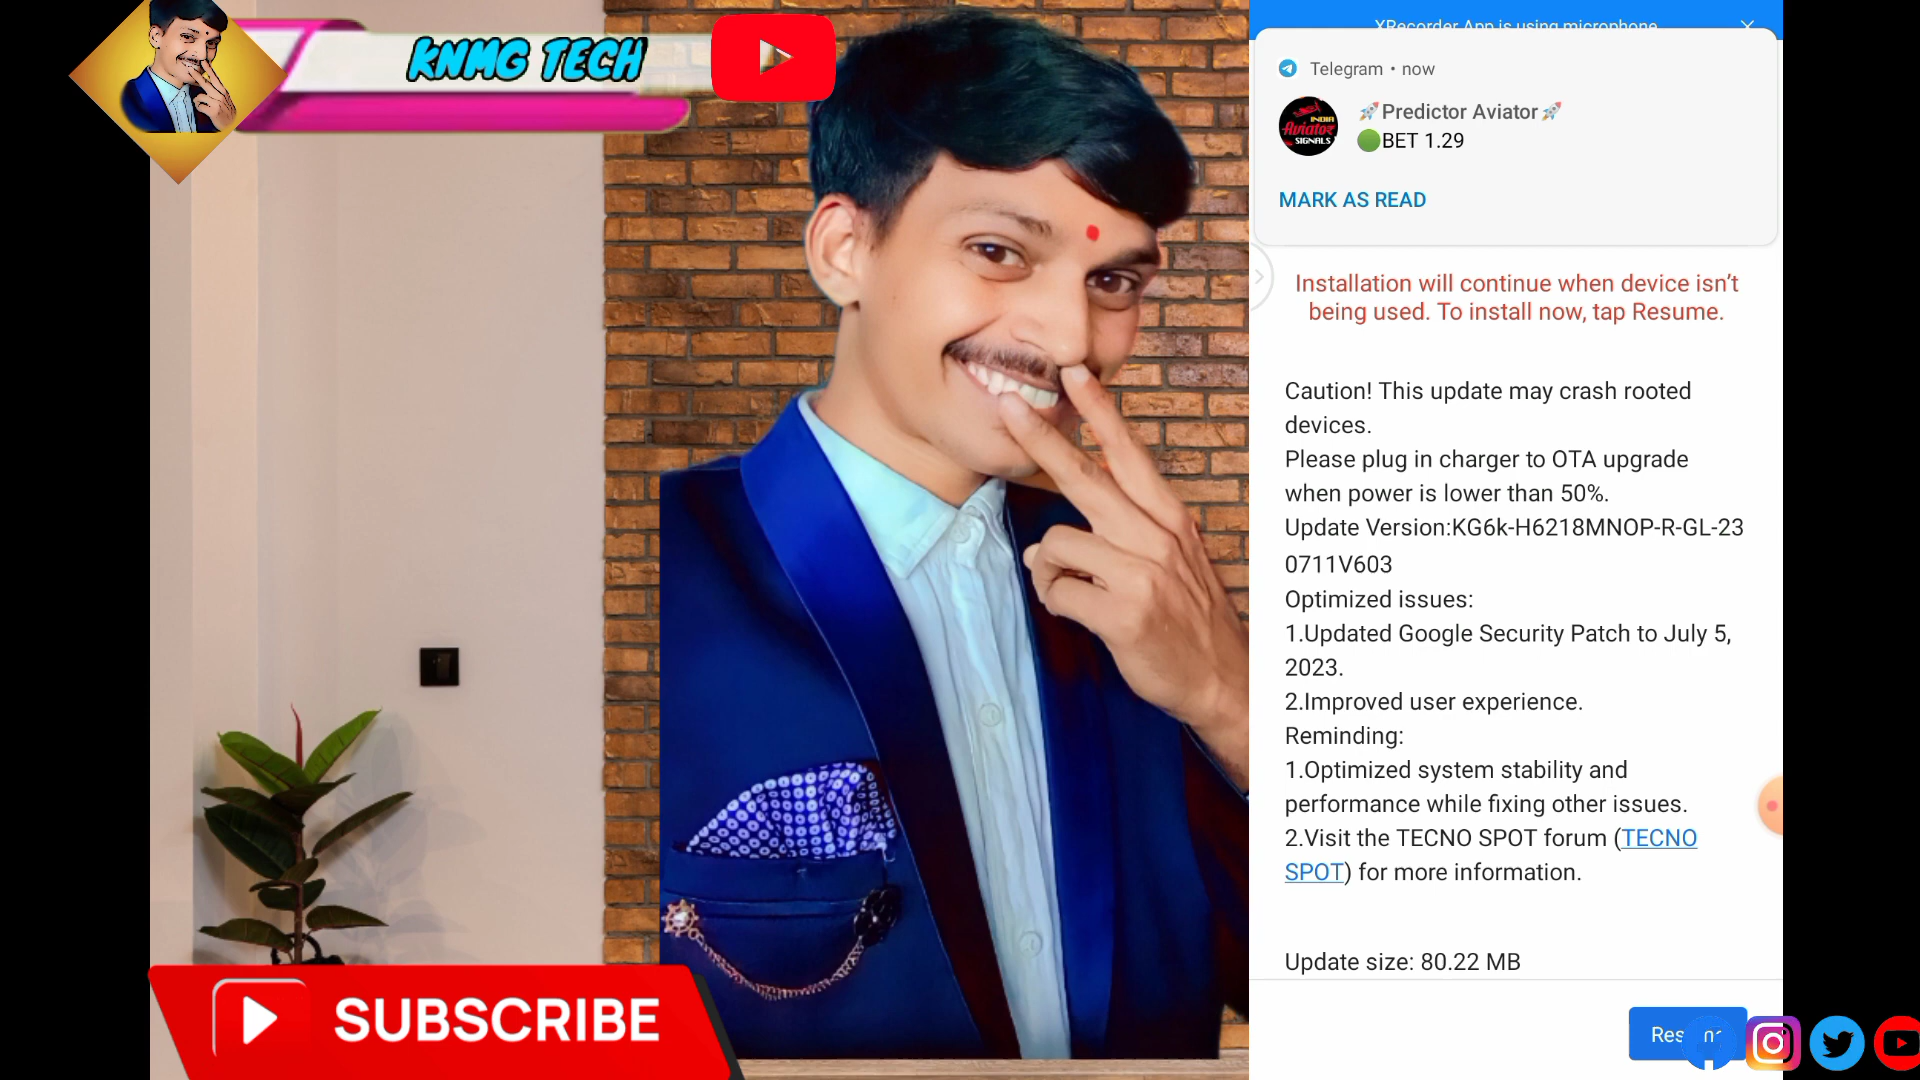 KNMG TECH
XRecorder App is using microphone
Telegram • now
🚀Predictor Aviator🚀
INDIA
Aviator
SIGNALS
🟢BET 1.29
MARK AS READ
Installation will continue when device isn’t
being used. To install now, tap Resume.
Caution! This update may crash rooted
devices.
Please plug in charger to OTA upgrade
when power is lower than 50%.
Update Version:KG6k-H6218MNOP-R-GL-23
0711V603
Optimized issues:
1.Updated Google Security Patch to July 5,
2023.
2.Improved user experience.
Reminding:
1.Optimized system stability and
performance while fixing other issues.
2.Visit the TECNO SPOT forum (TECNO
SPOT) for more information.
Update size: 80.22 MB
SUBSCRIBE